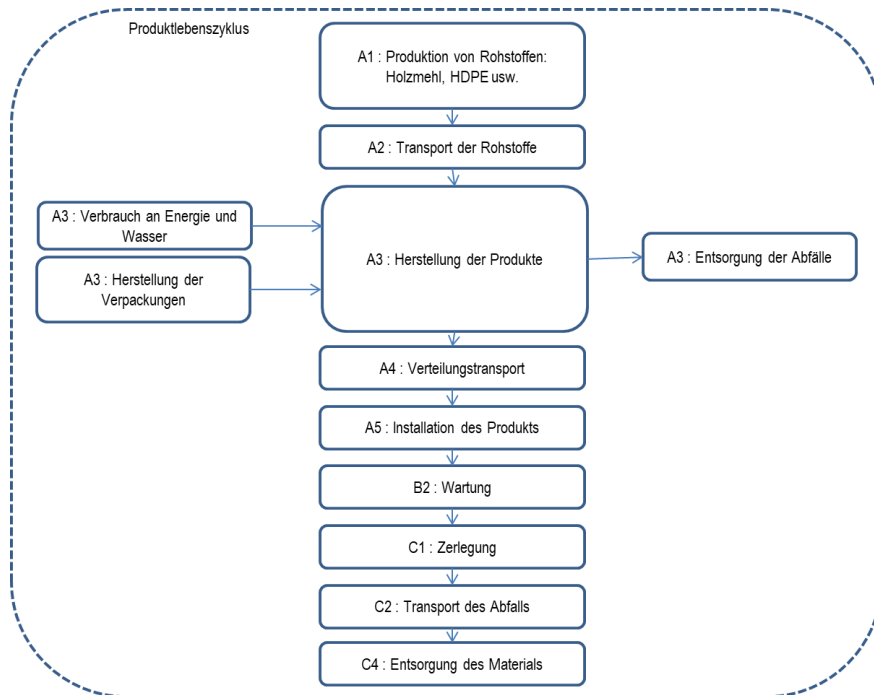 Produktlebenszyklus
A1 : Produktion von Rohstoffen:
Holzmehl, HDPE usw.
A2 : Transport der Rohstoffe
A3 : Verbrauch an Energie und
Wasser
A3 : Herstellung der
Verpackungen
A3 : Herstellung der Produkte
A3 : Entsorgung der Abfälle
A4 : Verteilungstransport
A5 : Installation des Produkts
B2 : Wartung
C1 : Zerlegung
C2 : Transport des Abfalls
C4 : Entsorgung des Materials